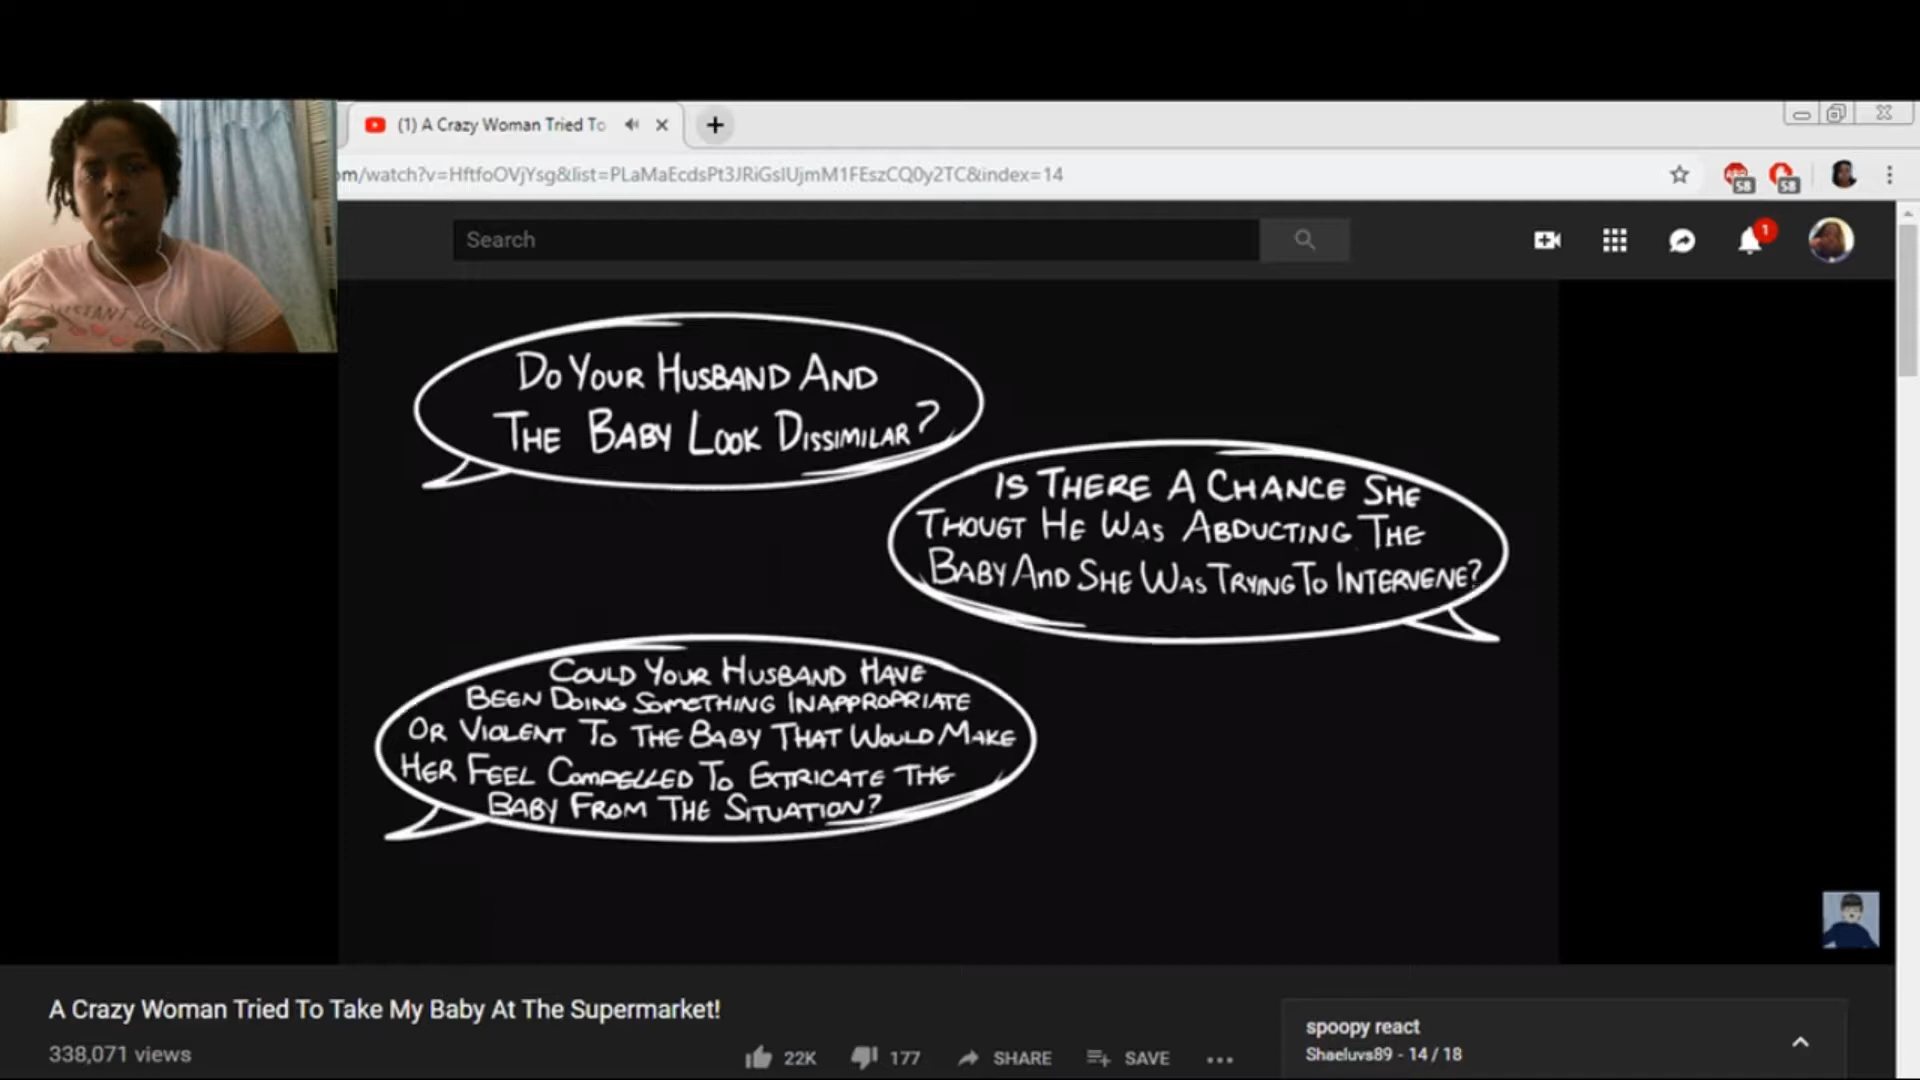 (1) A Crazy Woman Tried To
om/watch?v=HftfoOVjYsg&list=PLaMaEcdsPt3JRiGsIUjmM1FEszCQ0y2TC&index=14
58
58
Search
1
DO YOUR HUSBAND AND
THE BABY LOOK DISSIMILAR?
IS THERE A CHANCE SHE
THOUGT HE WAS ABDUCTING THE
BABY AND SHE WAS TRYING TO INTERVENE?
COULD YOUR HUSBAND HAVE
BEEN DOING SOMETHING INAPPROPRIATE
OR VIOLENT TO THE BABY THAT WOULD MAKE
HER FEEL COMPELLED TO EXTRICATE THE
BABY FROM THE SITUATION?
A Crazy Woman Tried To Take My Baby At The Supermarket!
338,071 views
22K
177
SHARE
SAVE
spoopy react
Shaeluvs89 - 14 / 18